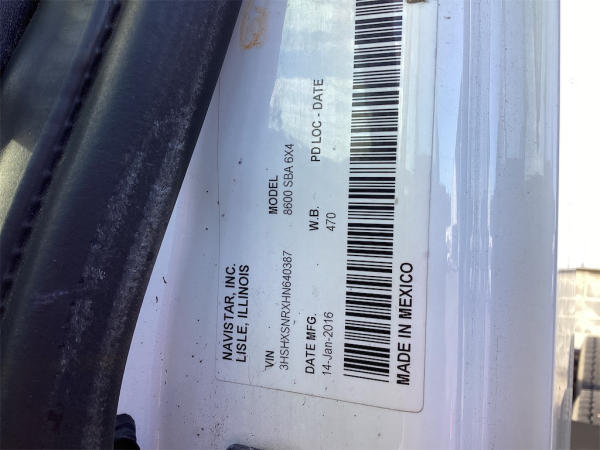 NAVISTAR, INC.
LISLE, ILLINOIS
VIN MODEL
3HSHXSNRXHN640387 8600 SBA 6X4
DATE MFG. W.B. PD LOC - DATE
14-Jan-2016 470
MADE IN MEXICO